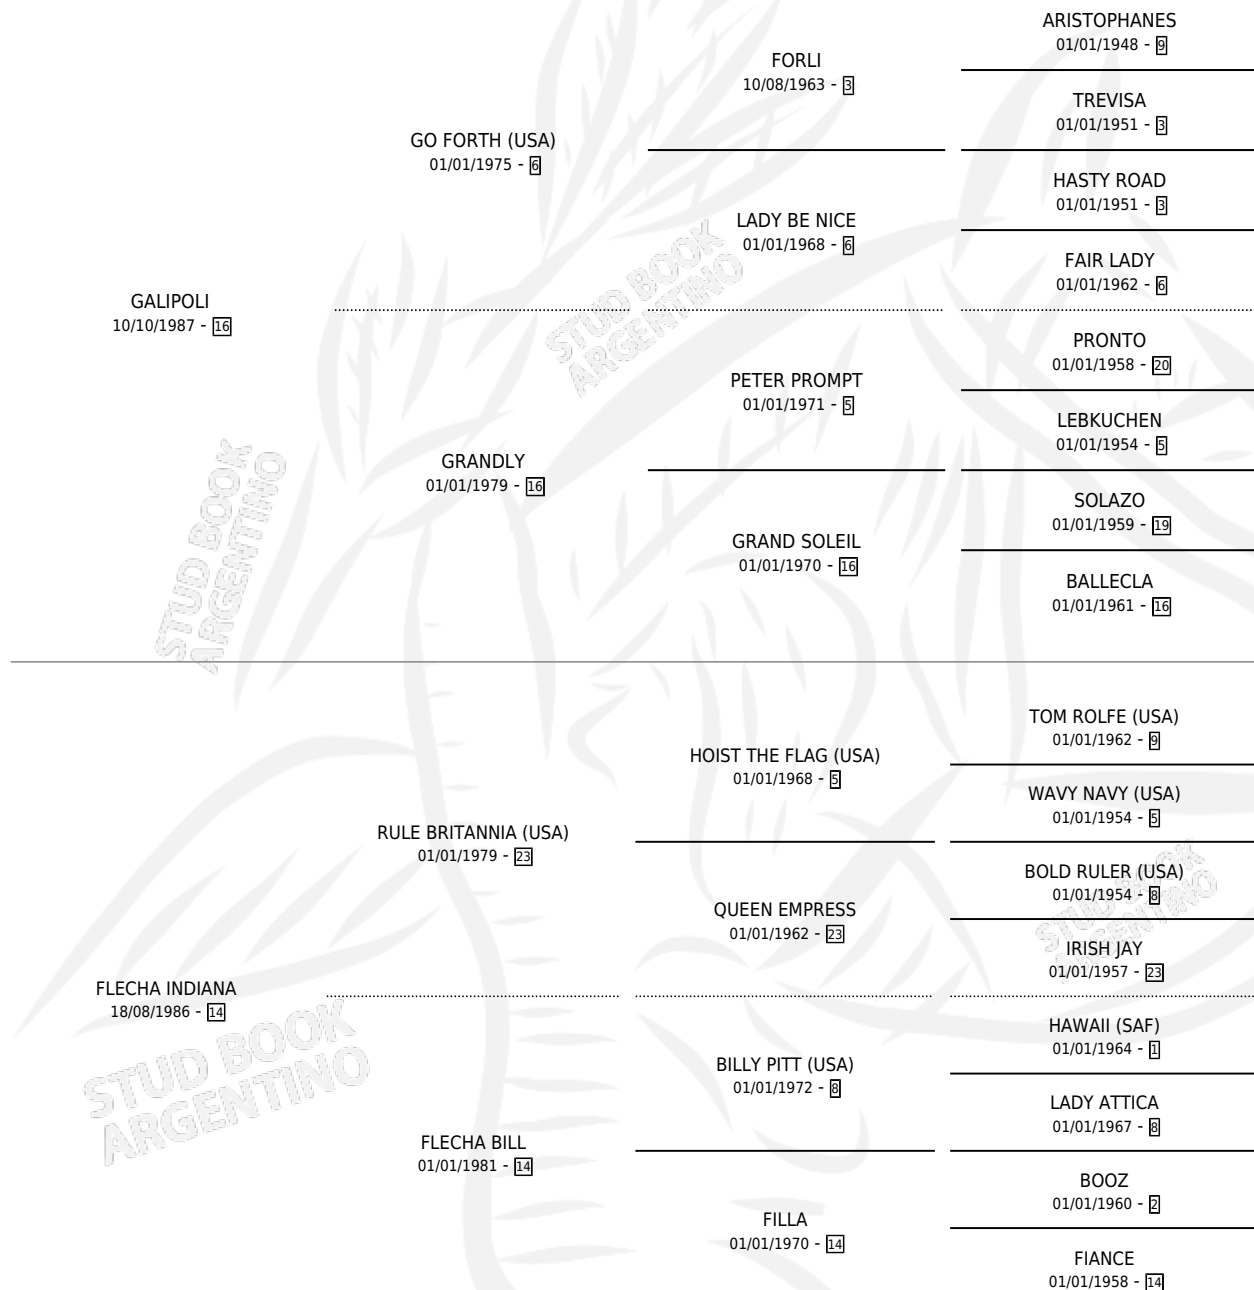 ARISTOPHANES
01/01/1948 - 9
FORLI
10/08/1963 - 3
TREVISA
01/01/1951 - 3
GO FORTH (USA)
01/01/1975 - 6
HASTY ROAD
01/01/1951 - 3
LADY BE NICE
01/01/1968 - 6
FAIR LADY
01/01/1962 - 6
GALIPOLI
10/10/1987 - 16
STUD BOOK
ARGENTINO
PRONTO
01/01/1958 - 20
PETER PROMPT
01/01/1971 - 5
LEBKUCHEN
01/01/1954 - 5
GRANDLY
01/01/1979 - 16
SOLAZO
01/01/1959 - 19
GRAND SOLEIL
01/01/1970 - 16
BALLECLA
01/01/1961 - 16
STUD BOOK
ARGENTINO
TOM ROLFE (USA)
01/01/1962 - 9
HOIST THE FLAG (USA)
01/01/1968 - 5
WAVY NAVY (USA)
01/01/1954 - 5
RULE BRITANNIA (USA)
01/01/1979 - 23
BOLD RULER (USA)
01/01/1954 - 8
QUEEN EMPRESS
01/01/1962 - 23
IRISH JAY
01/01/1957 - 23
STUD BOOK
ARGENTINO
FLECHA INDIANA
18/08/1986 - 14
HAWAII (SAF)
01/01/1964 - 1
BILLY PITT (USA)
01/01/1972 - 8
LADY ATTICA
01/01/1967 - 8
STUD BOOK
ARGENTINO
FLECHA BILL
01/01/1981 - 14
BOOZ
01/01/1960 - 2
FILLA
01/01/1970 - 14
FIANCE
01/01/1958 - 14